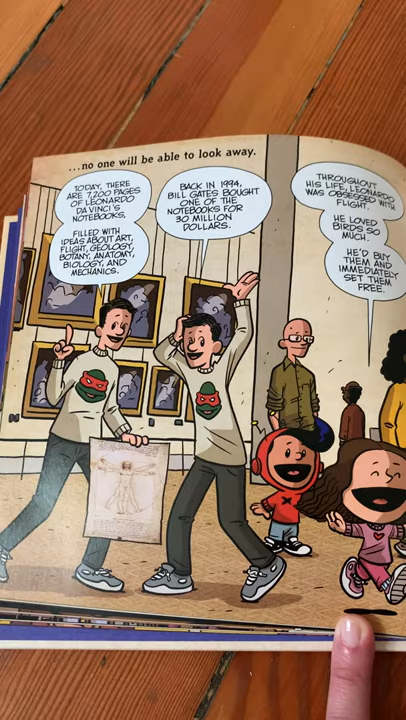 ...no one will be able to look away.
TODAY, THERE
ARE 7,200 PAGES
OF LEONARDO
DA VINCI'S
NOTEBOOKS,
FILLED WITH
IDEAS ABOUT ART,
FLIGHT, GEOLOGY,
BOTANY, ANATOMY,
BIOLOGY, AND
MECHANICS.
BACK IN 1994,
BILL GATES BOUGHT
ONE OF THE
NOTEBOOKS FOR
30 MILLION
DOLLARS.
THROUGHOUT
HIS LIFE, LEONARDO
WAS OBSESSED WITH
FLIGHT.
HE LOVED
BIRDS SO
MUCH.
HE'D BUY
THEM AND
IMMEDIATELY
SET THEM
FREE.